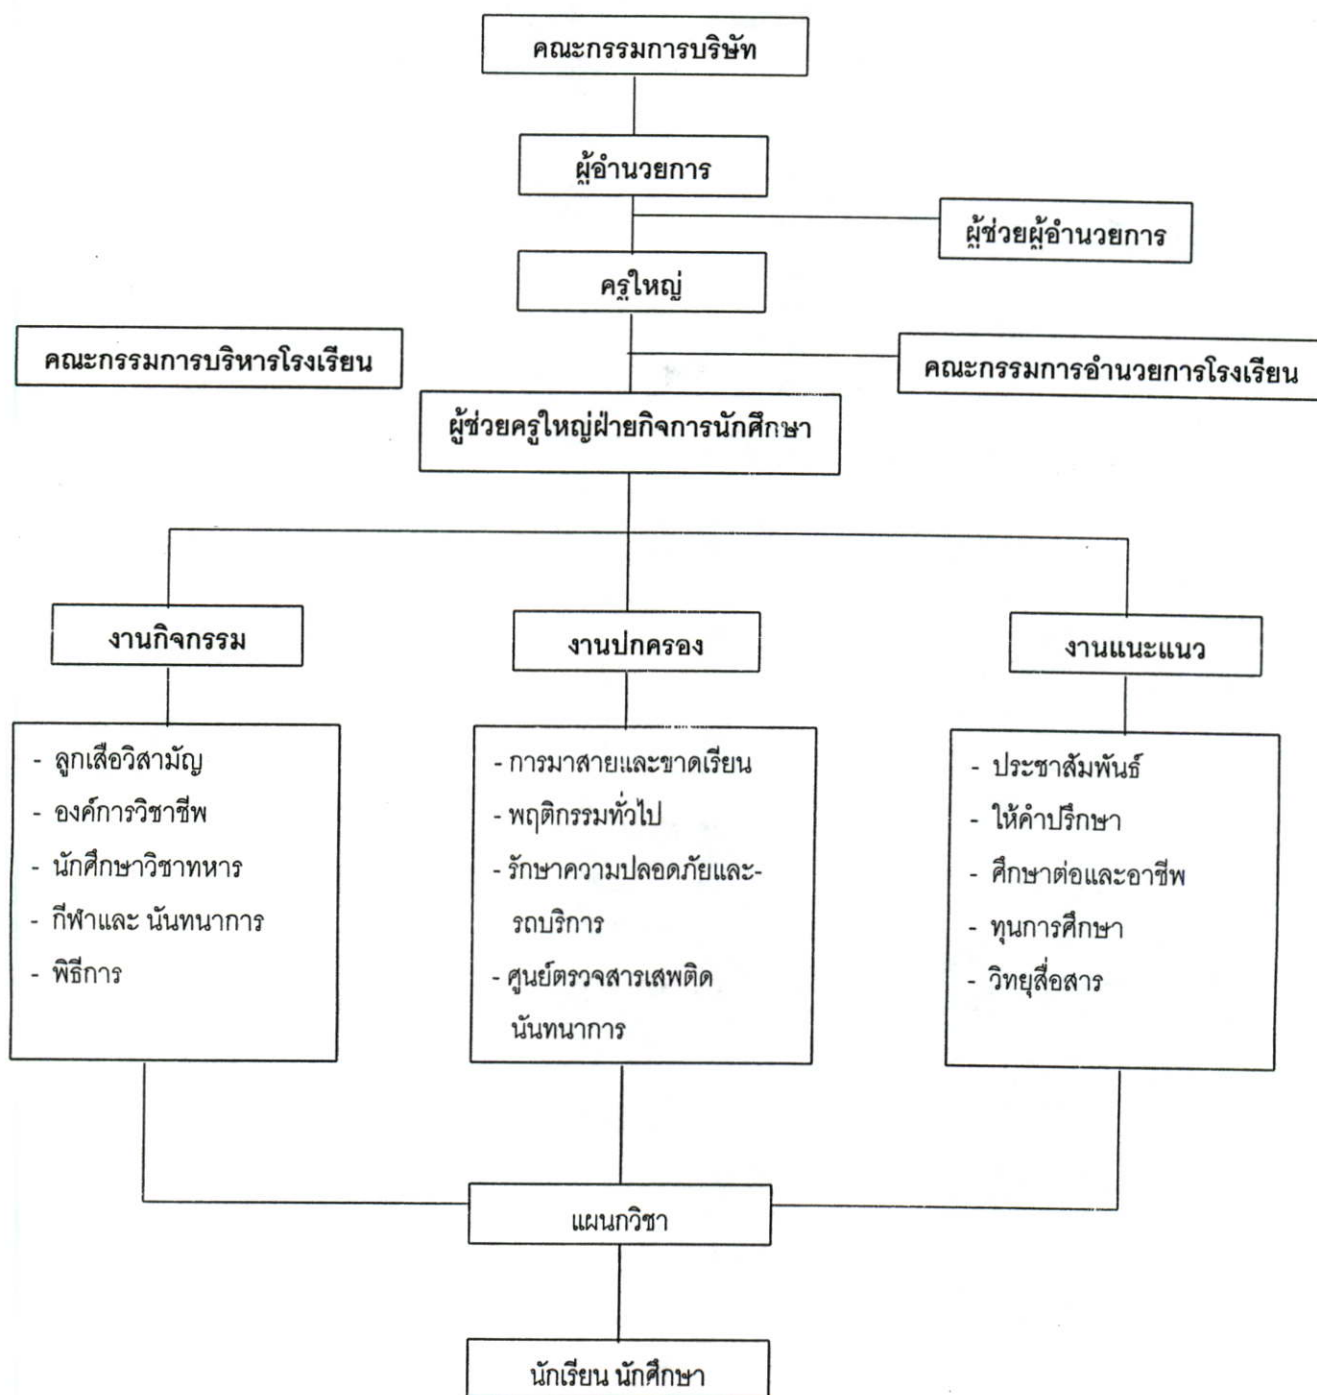 คณะกรรมการบริษัท
ผู้อำนวยการ
ผู้ช่วยผู้อำนวยการ
ครูใหญ่
คณะกรรมการบริหารโรงเรียน
คณะกรรมการอำนวยการโรงเรียน
ผู้ช่วยครูใหญ่ฝ่ายกิจการนักศึกษา
งานกิจกรรม
งานปกครอง
งานแนะแนว
- ลูกเสือวิสามัญ
- องค์การวิชาชีพ
- นักศึกษาวิชาทหาร
- กีฬาและ นันทนาการ
- พิธีการ
- การมาสายและขาดเรียน
- พฤติกรรมทั่วไป
- รักษาความปลอดภัยและ-
รถบริการ
- ศูนย์ตรวจสารเสพติด
นันทนาการ
- ประชาสัมพันธ์
- ให้คำปรึกษา
- ศึกษาต่อและอาชีพ
- ทุนการศึกษา
- วิทยุสื่อสาร
แผนกวิชา
นักเรียน นักศึกษา